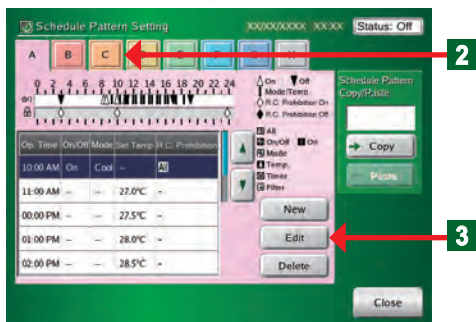 Schedule Pattern Setting
XX/XX/XXXX XX:XX
Status: Off
A B C
2
0 2 4 6 8 10 12 14 16 18 20 22 24
On Off
Mode/Temp.
R.C. Prohibition On
R.C. Prohibition Off
Schedule Pattern
Copy/Paste
All
On/Off On
Mode
Temp.
Timer
Filter
Copy
Paste
Op. Time On/Off Mode Set Temp R.C. Prohibition
10:00 AM On Cool -- All
11:00 AM -- -- 27.0°C -
00:00 PM -- -- 27.5°C -
01:00 PM -- -- 28.0°C -
02:00 PM -- -- 28.5°C -
New
Edit
3
Delete
Close